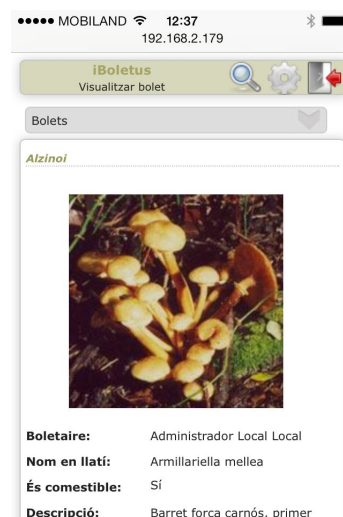 MOBILAND 12:37
192.168.2.179
iBoletus
Visualitzar bolet
Bolets
Alzinoi
Boletaire: Administrador Local Local
Nom en llatí: Armillariella mellea
És comestible: Sí
Descripció: Barret força carnós, primer